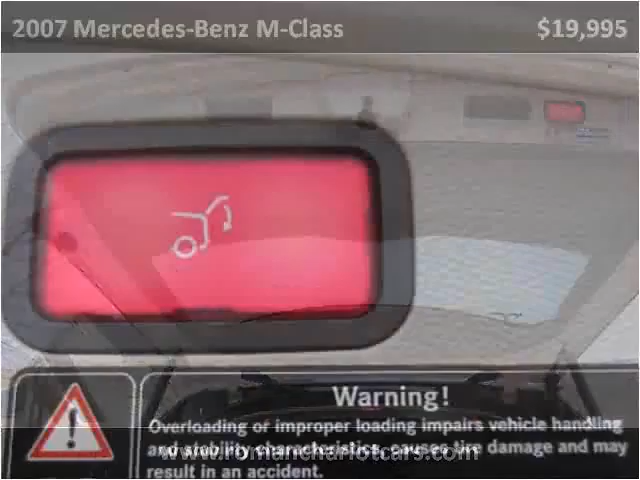 2007 Mercedes-Benz M-Class $19,995
Warning!
Overloading or improper loading impairs vehicle handling
and stability characteristics, causes tire damage and may
www.romanchariotcars.com
result in an accident.